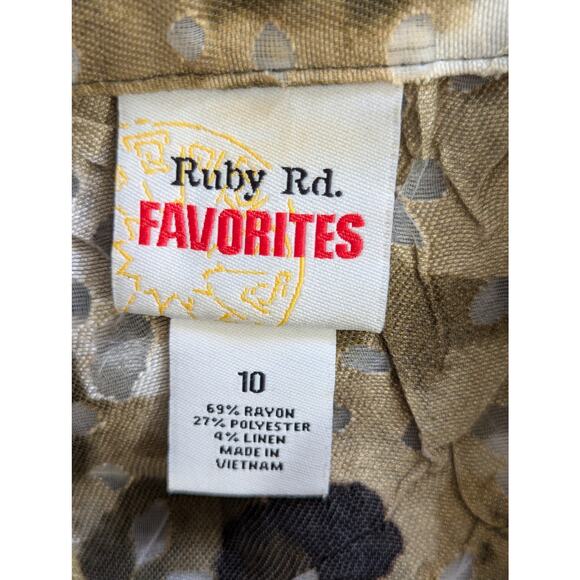 Ruby Rd.
FAVORITES
10
69% RAYON
27% POLYESTER
4% LINEN
MADE IN
VIETNAM